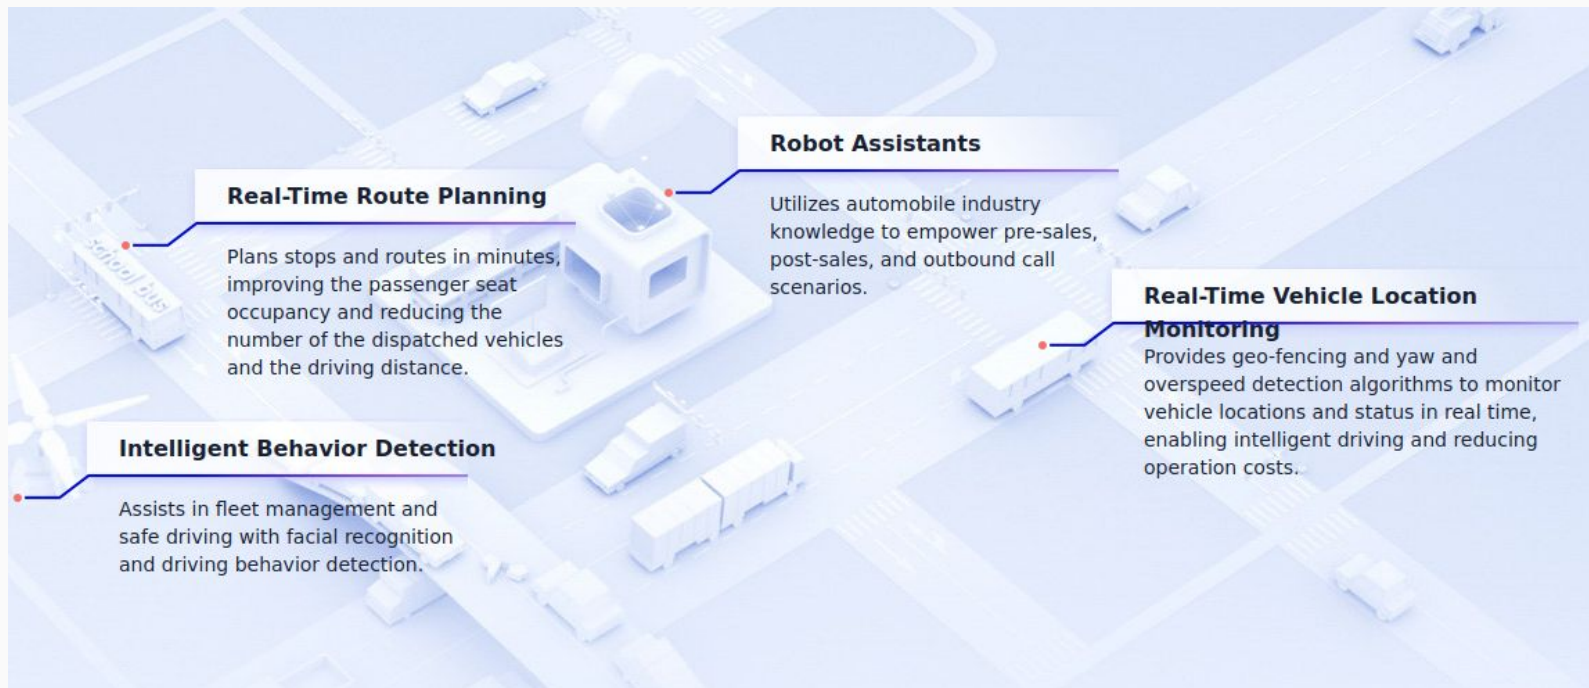 Robot Assistants
Utilizes automobile industry
knowledge to empower pre-sales,
post-sales, and outbound call
scenarios.
Real-Time Route Planning
Plans stops and routes in minutes,
improving the passenger seat
occupancy and reducing the
number of the dispatched vehicles
and the driving distance.
school bus
Real-Time Vehicle Location
Monitoring
Provides geo-fencing and yaw and
overspeed detection algorithms to monitor
vehicle locations and status in real time,
enabling intelligent driving and reducing
operation costs.
Intelligent Behavior Detection
Assists in fleet management and
safe driving with facial recognition
and driving behavior detection.